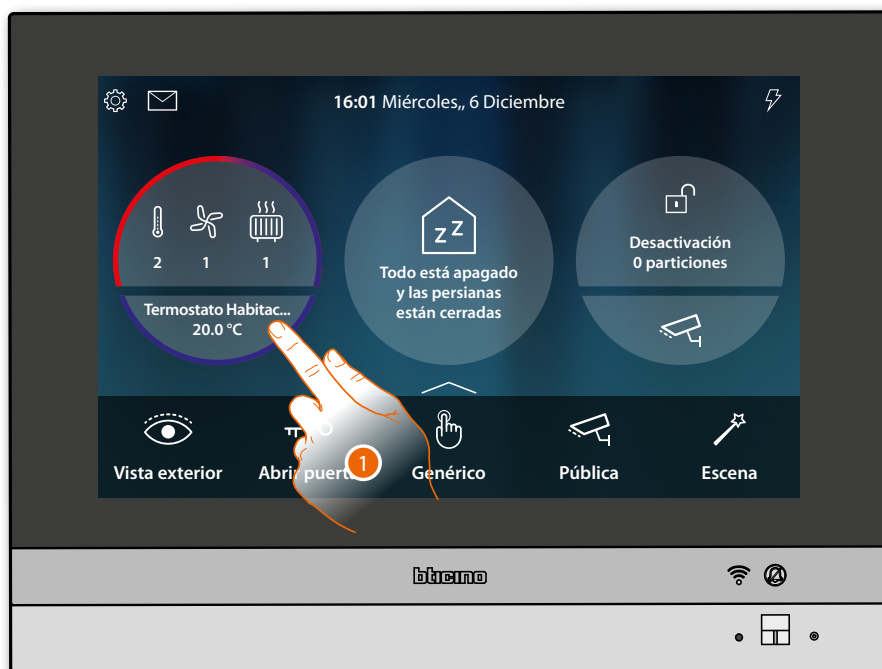 16:01 Miércoles,, 6 Diciembre
2 1 1
Termostato Habitac...
20.0 °C
Todo está apagado
y las persianas
están cerradas
zZ
Desactivación
0 particiones
Vista exterior
Abrir puerta
1
Genérico
Pública
Escena
bticino